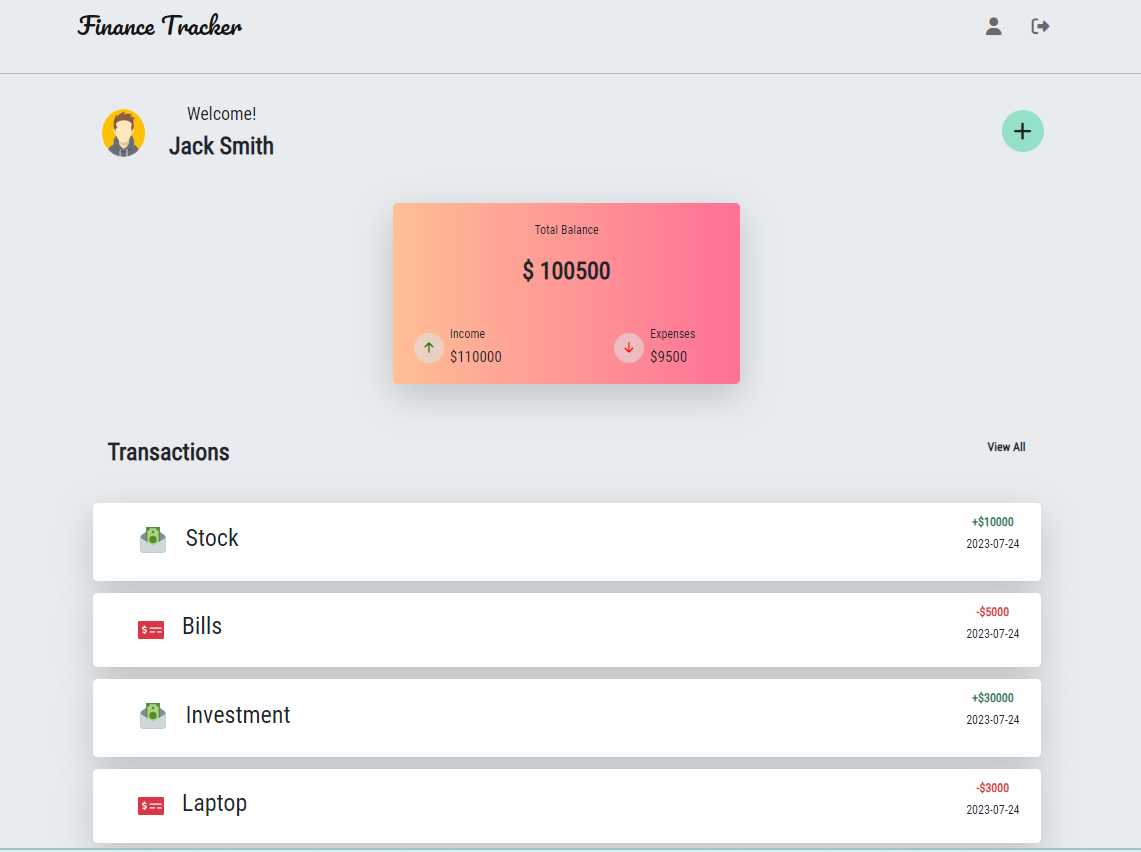 Finance Tracker
Welcome!
Jack Smith
Total Balance
$ 100500
Income
$110000
Expenses
$9500
Transactions
View All
Stock
+$10000
2023-07-24
Bills
-$5000
2023-07-24
Investment
+$30000
2023-07-24
Laptop
-$3000
2023-07-24